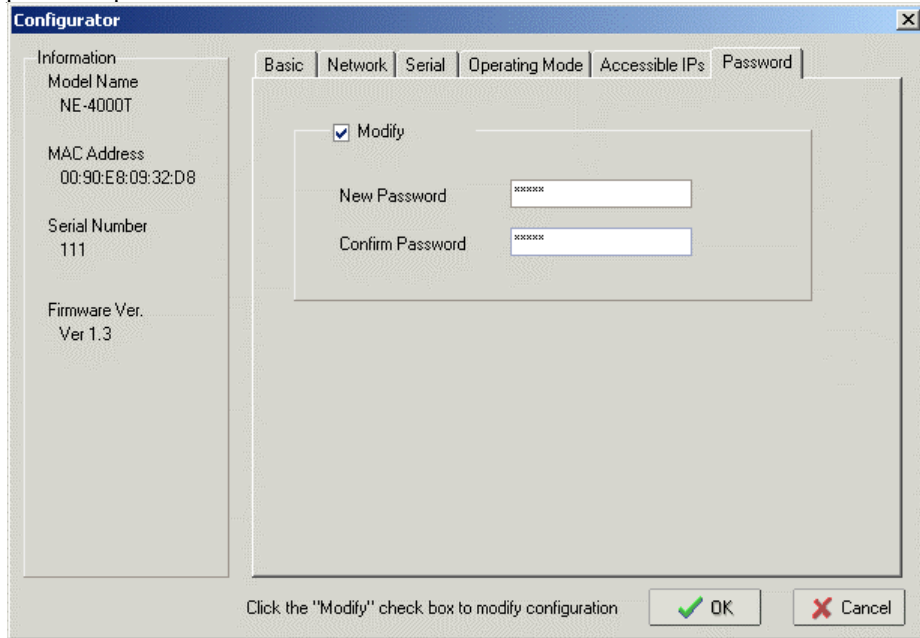 Configurator
Information
Model Name
NE-4000T
MAC Address
00:90:E8:09:32:D8
Serial Number
111
Firmware Ver.
Ver 1.3
Basic Network Serial Operating Mode Accessible IPs Password
Modify
New Password *****
Confirm Password *****
Click the "Modify" check box to modify configuration OK Cancel